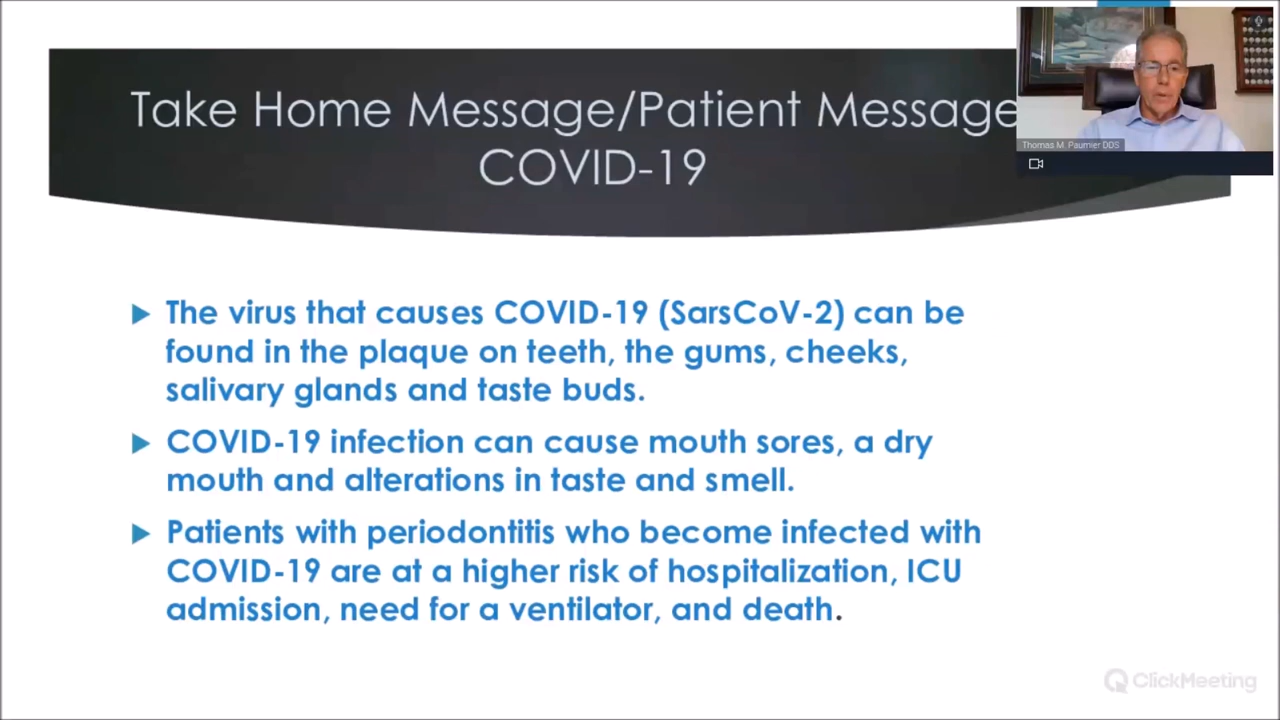 Take Home Message/Patient Message
COVID-19
Thomas M. Paumier DDS
The virus that causes COVID-19 (SarsCoV-2) can be
found in the plaque on teeth, the gums, cheeks,
salivary glands and taste buds.
COVID-19 infection can cause mouth sores, a dry
mouth and alterations in taste and smell.
Patients with periodontitis who become infected with
COVID-19 are at a higher risk of hospitalization, ICU
admission, need for a ventilator, and death.
ClickMeeting